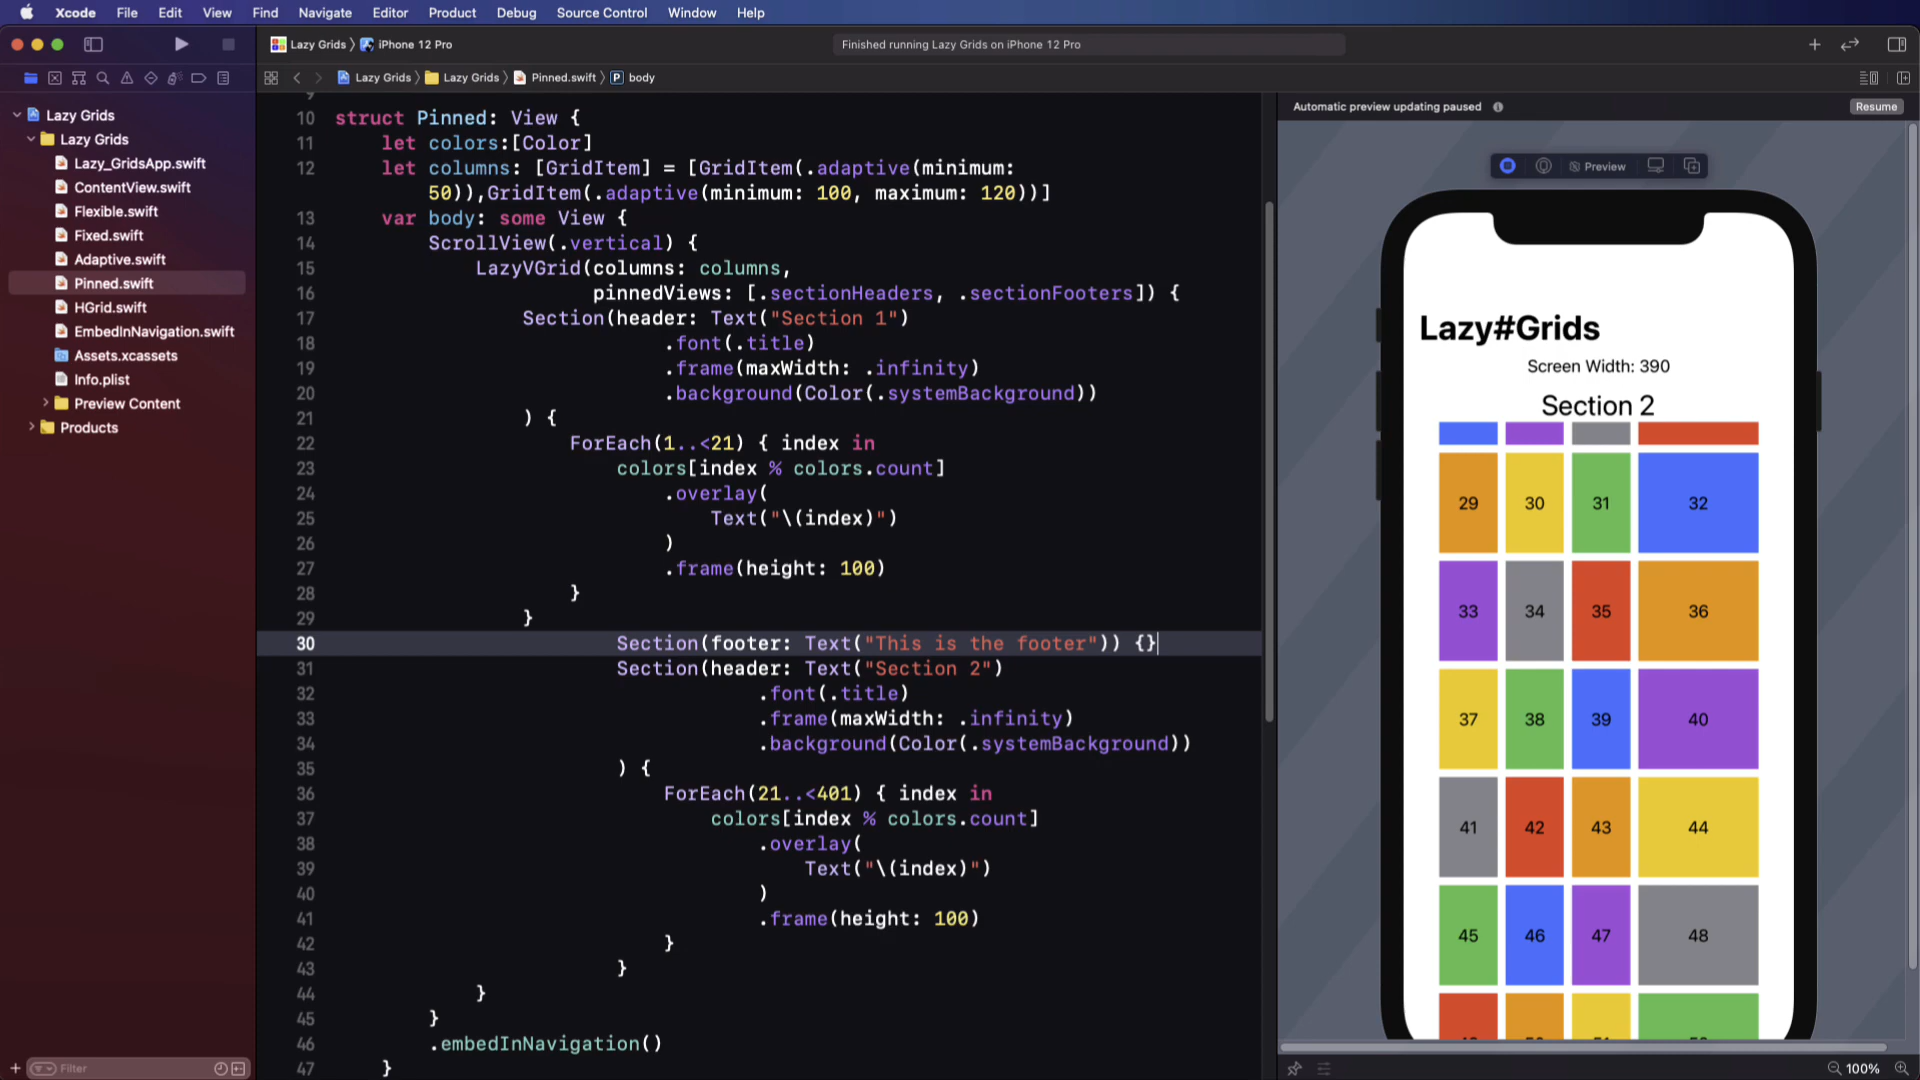 Xcode File Edit View Find Navigate Editor Product Debug Source Control Window Help
Lazy Grids iPhone 12 Pro
Finished running Lazy Grids on iPhone 12 Pro
Lazy Grids Lazy Grids Pinned.swift P body
Lazy Grids
Lazy Grids
Lazy_GridsApp.swift
ContentView.swift
Flexible.swift
Fixed.swift
Adaptive.swift
Pinned.swift
HGrid.swift
EmbedInNavigation.swift
Assets.xcassets
Info.plist
Preview Content
Products
Filter
10 struct Pinned: View {
11 let colors:[Color]
12 let columns: [GridItem] = [GridItem(.adaptive(minimum:
50)),GridItem(.adaptive(minimum: 100, maximum: 120))]
13 var body: some View {
14 ScrollView(.vertical) {
15 LazyVGrid(columns: columns,
16 pinnedViews: [.sectionHeaders, .sectionFooters]) {
17 Section(header: Text("Section 1")
18 .font(.title)
19 .frame(maxWidth: .infinity)
20 .background(Color(.systemBackground))
21 ) {
22 ForEach(1..<21) { index in
23 colors[index % colors.count]
24 .overlay(
25 Text("\(index)")
26 )
27 .frame(height: 100)
28 }
29 }
30 Section(footer: Text("This is the footer")) {}
31 Section(header: Text("Section 2")
32 .font(.title)
33 .frame(maxWidth: .infinity)
34 .background(Color(.systemBackground))
35 ) {
36 ForEach(21..<401) { index in
37 colors[index % colors.count]
38 .overlay(
39 Text("\(index)")
40 )
41 .frame(height: 100)
42 }
43 }
44 }
45 }
46 .embedInNavigation()
47 }
Automatic preview updating paused
Resume
Preview
Lazy#Grids
Screen Width: 390
Section 2
29 30 31 32
33 34 35 36
37 38 39 40
41 42 43 44
45 46 47 48
100%